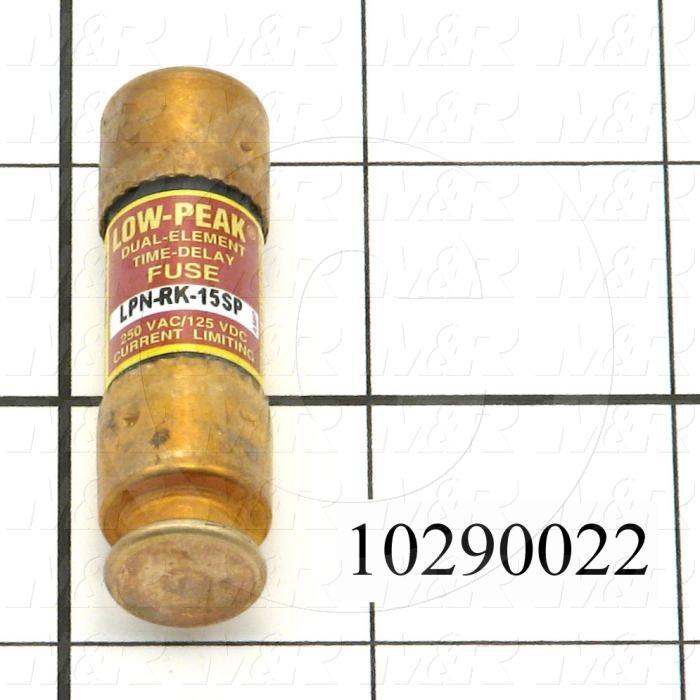 LOW-PEAK®
DUAL-ELEMENT
TIME-DELAY
FUSE
LPN-RK-15SP
250 VAC/125 VDC
CURRENT LIMITING
10290022